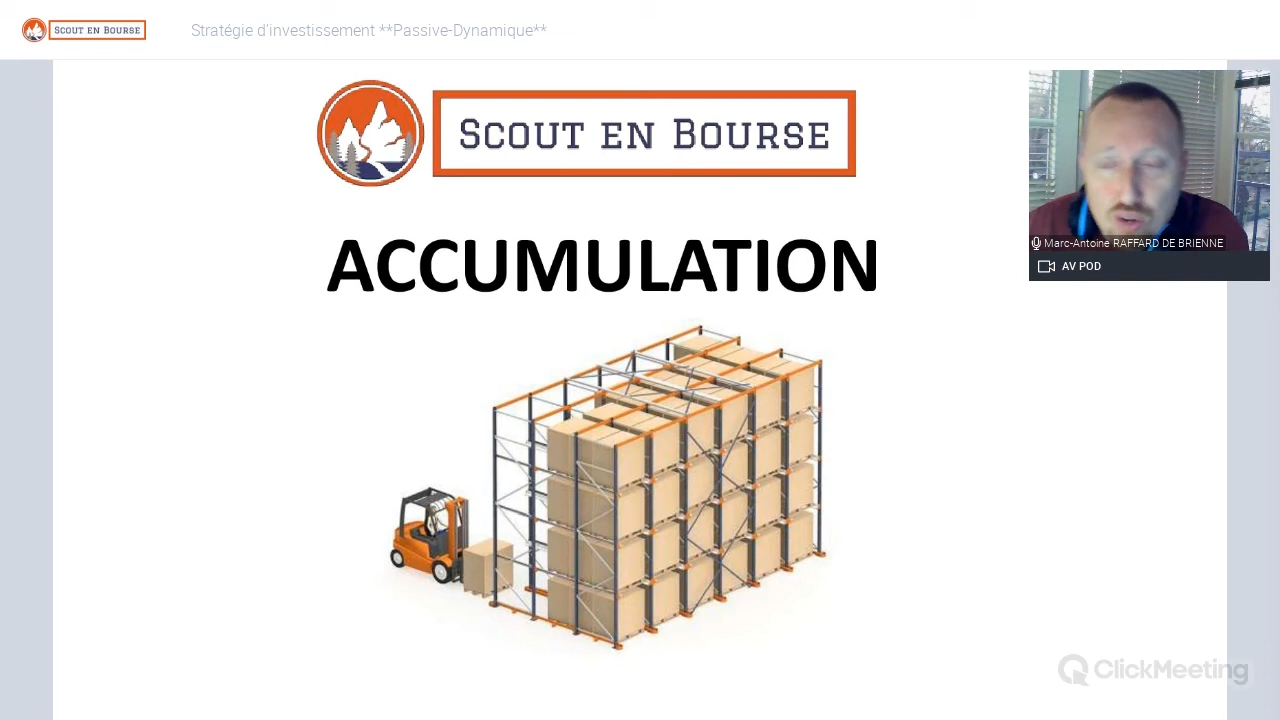 SCOUT EN BOURSE
Stratégie d'investissement **Passive-Dynamique**
SCOUT EN BOURSE
ACCUMULATION
Marc-Antoine RAFFARD DE BRIENNE
AV POD
ClickMeeting